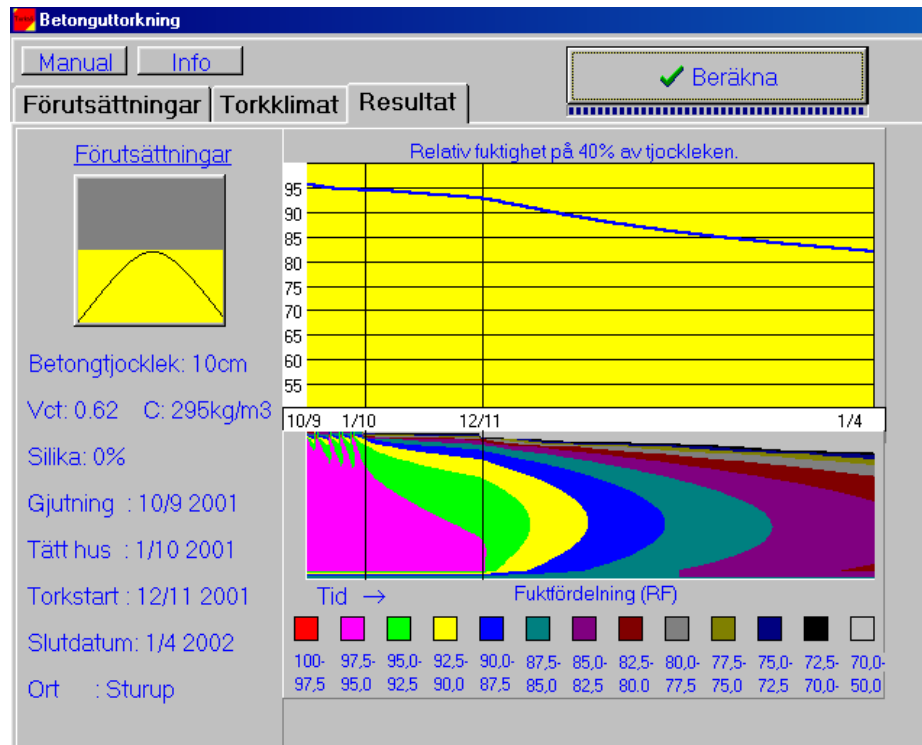 Betonguttorkning
Manual Info
Beräkna
Förutsättningar Torkklimat Resultat
Förutsättningar
Betongtjocklek: 10cm
Vct: 0.62 C: 295kg/m3
Silika: 0%
Gjutning : 10/9 2001
Tätt hus : 1/10 2001
Torkstart : 12/11 2001
Slutdatum: 1/4 2002
Ort : Sturup
Relativ fuktighet på 40% av tjockleken.
95
90
85
80
75
70
65
60
55
10/9 1/10 12/11 1/4
Tid → Fuktfördelning (RF)
100- 97,5- 95,0- 92,5- 90,0- 87,5- 85,0- 82,5- 80,0- 77,5- 75,0- 72,5- 70,0-
97,5 95,0 92,5 90,0 87,5 85,0 82,5 80.0 77,5 75,0 72,5 70,0- 50,0